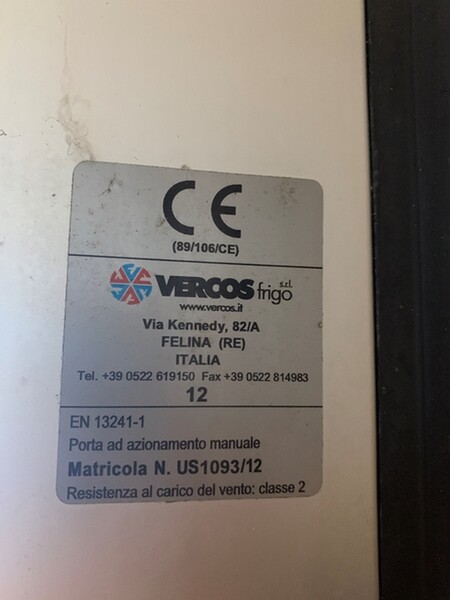 CE
(89/106/CE)
VERCOS frigo s.r.l.
www.vercos.it
Via Kennedy, 82/A
FELINA (RE)
ITALIA
Tel. +39 0522 619150 Fax +39 0522 814983
12
EN 13241-1
Porta ad azionamento manuale
Matricola N. US1093/12
Resistenza al carico del vento: classe 2